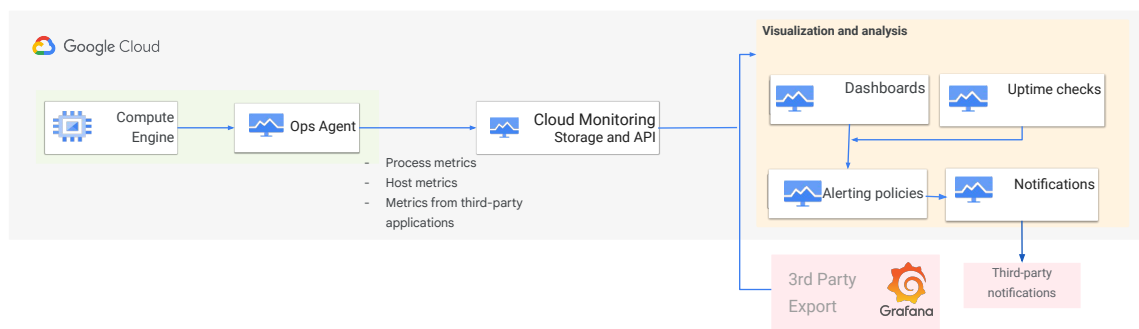 Google Cloud
Compute
Engine
Ops Agent
- Process metrics
- Host metrics
- Metrics from third-party
applications
Cloud Monitoring
Storage and API
Visualization and analysis
Dashboards
Uptime checks
Alerting policies
Notifications
3rd Party
Export
Grafana
Third-party
notifications